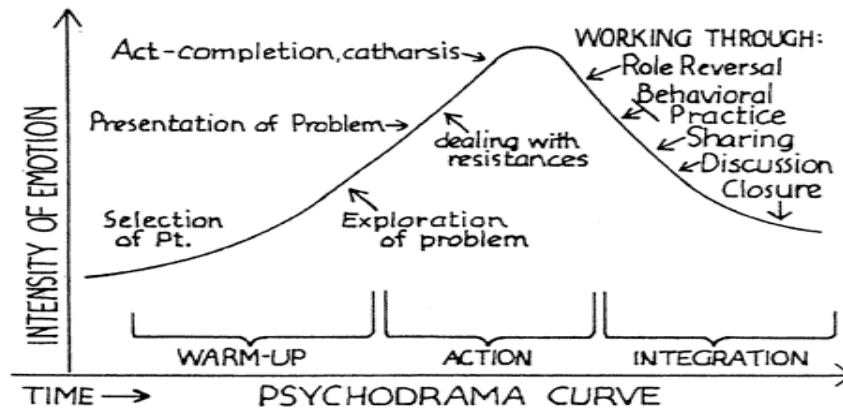 INTENSITY OF EMOTION
Act-completion, catharsis
WORKING THROUGH:
Role Reversal
Behavioral
Practice
Sharing
Discussion
Closure
Presentation of Problem
dealing with
resistances
Selection
of Pt.
Exploration
of problem
WARM-UP
ACTION
INTEGRATION
TIME
PSYCHODRAMA CURVE